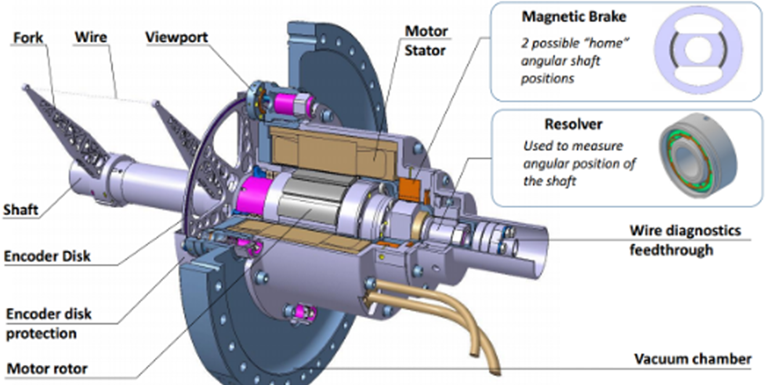 Fork
Wire
Viewport
Motor
Stator
Magnetic Brake
2 possible "home"
angular shaft
positions
Resolver
Used to measure
angular position of
the shaft
Shaft
Encoder Disk
Encoder disk
protection
Motor rotor
Wire diagnostics
feedthrough
Vacuum chamber